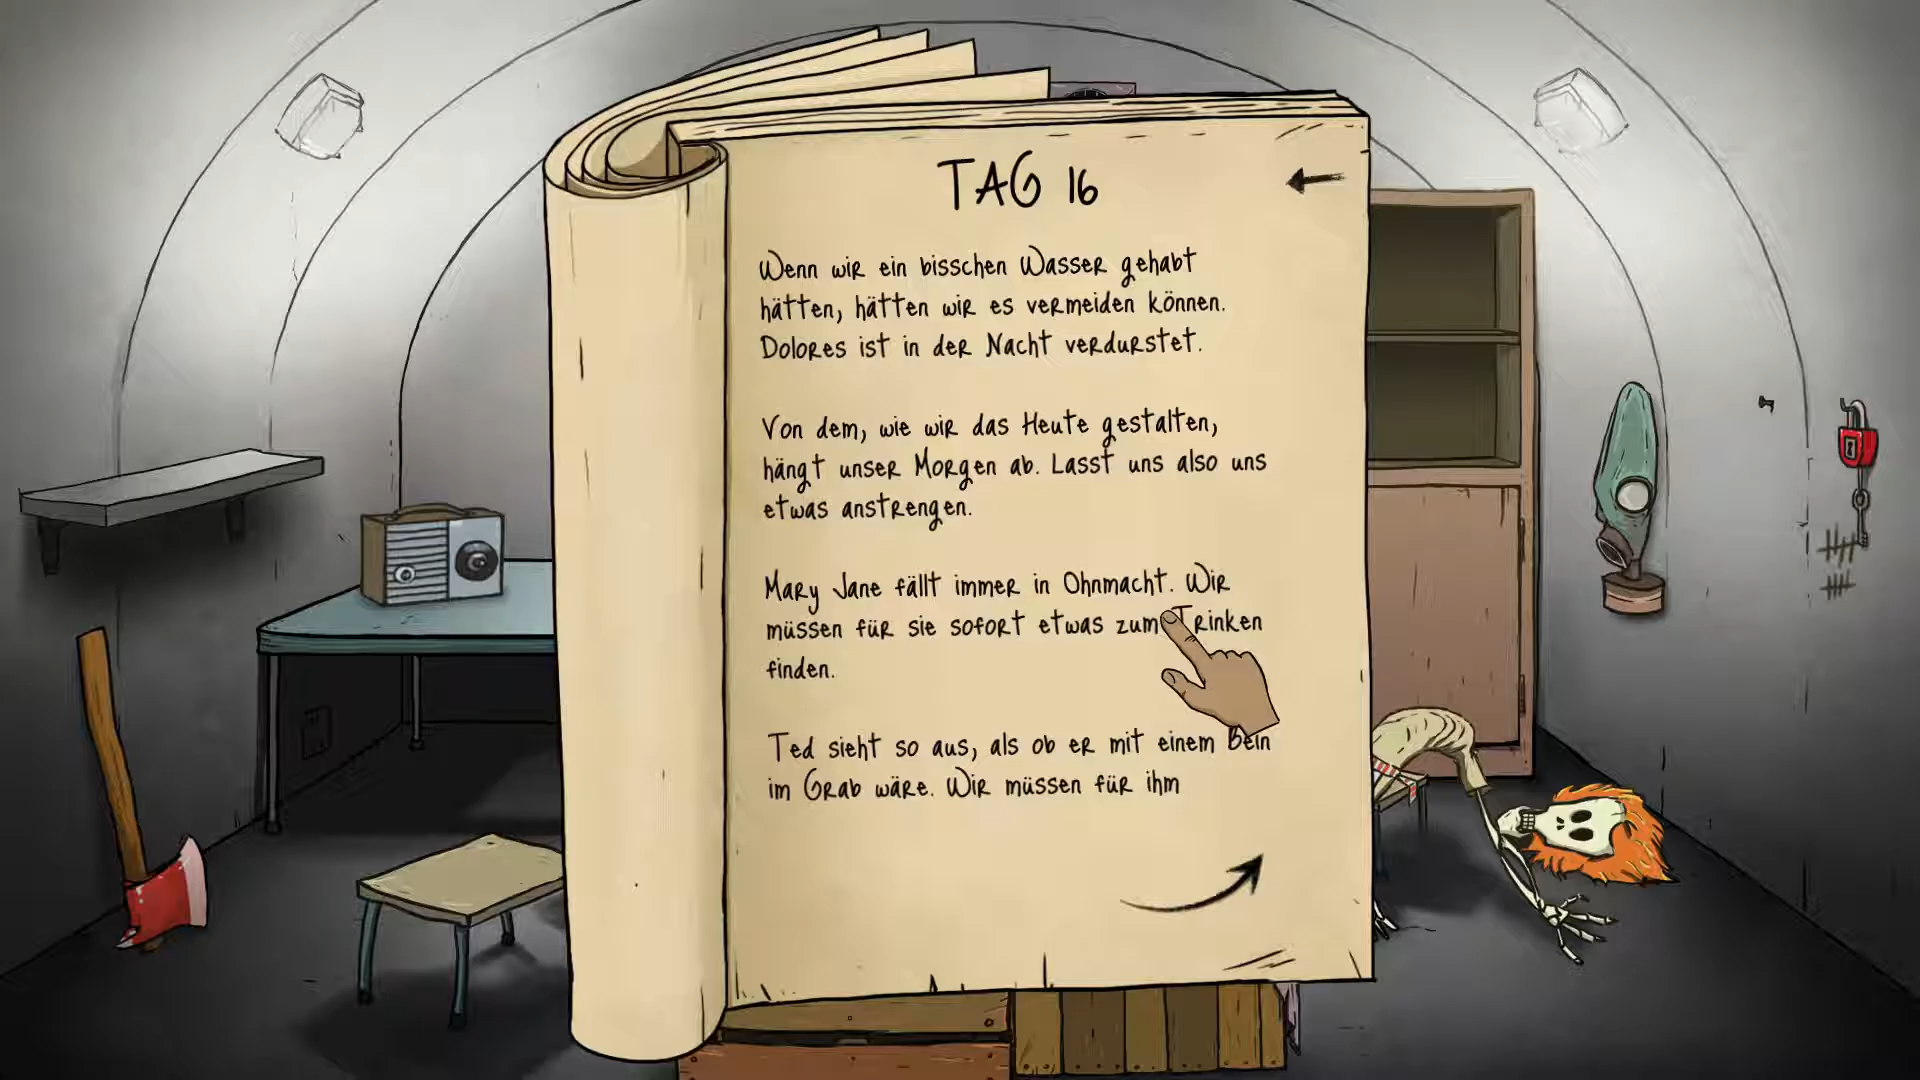 TAG 16
Wenn wir ein bisschen Wasser gehabt
hätten, hätten wir es vermeiden können.
Dolores ist in der Nacht verdurstet.
Von dem, wie wir das Heute gestalten,
hängt unser Morgen ab. Lasst uns also uns
etwas anstrengen.
Mary Jane fällt immer in Ohnmacht. Wir
müssen für sie sofort etwas zum Trinken
finden.
Ted sieht so aus, als ob er mit einem Bein
im Grab wäre. Wir müssen für ihm